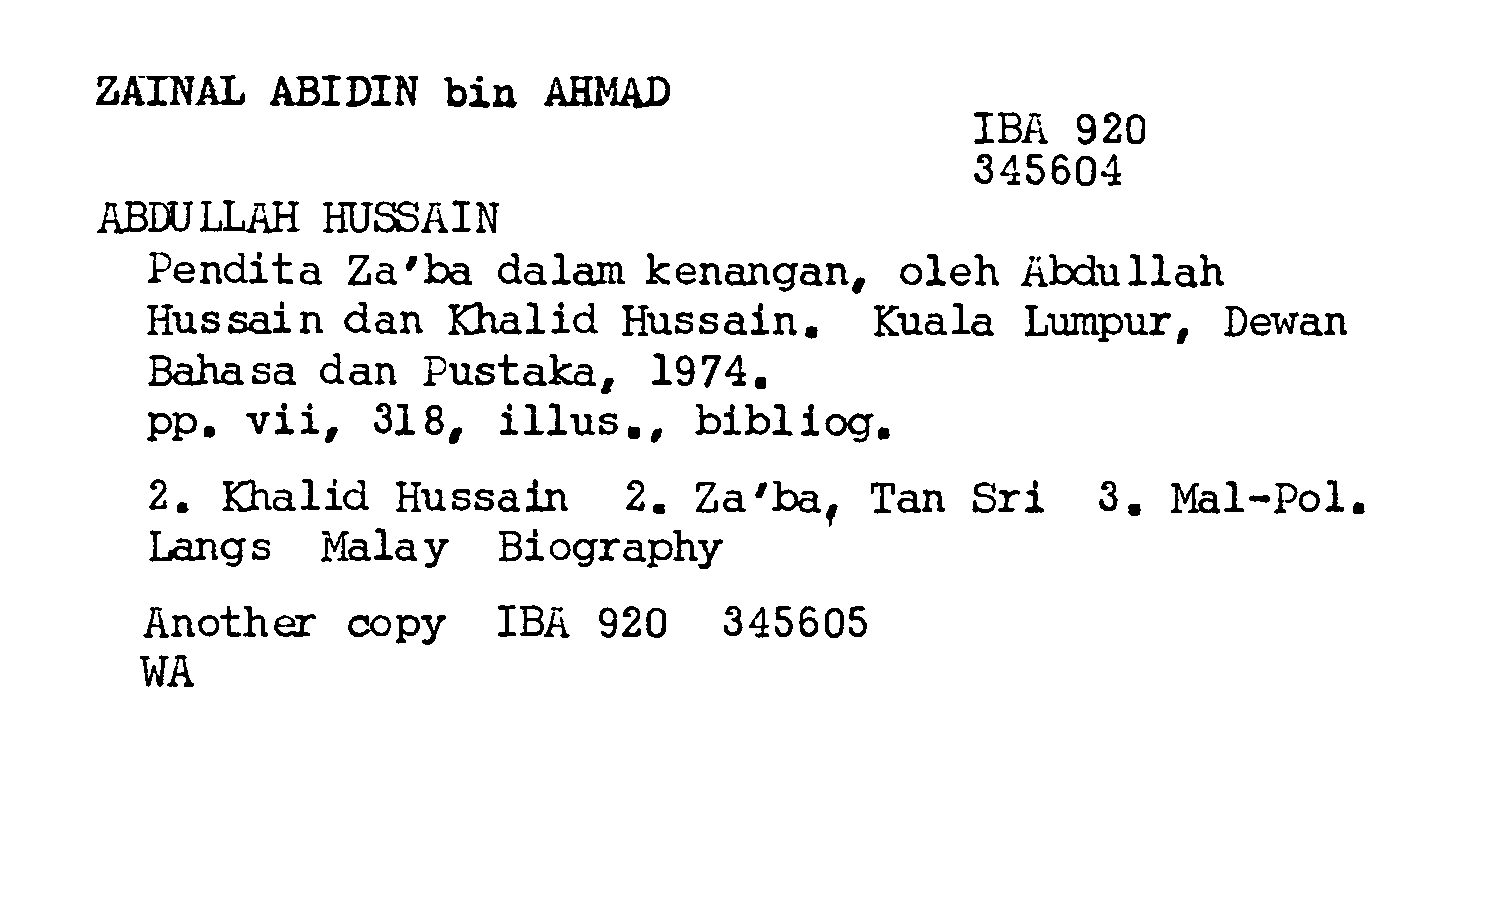 ZAINAL ABIDIN bin AHMAD
IBA 920
345604
ABDULLAH HUSSAIN
Pendita Za'ba dalam kenangan, oleh Abdullah
Hussain dan Khalid Hussain. Kuala Lumpur, Dewan
Bahasa dan Pustaka, 1974.
pp. vii, 318, illus., bibliog.
2. Khalid Hussain 2. Za'ba, Tan Sri 3. Mal-Pol.
Langs Malay Biography
Another copy IBA 920 345605
WA